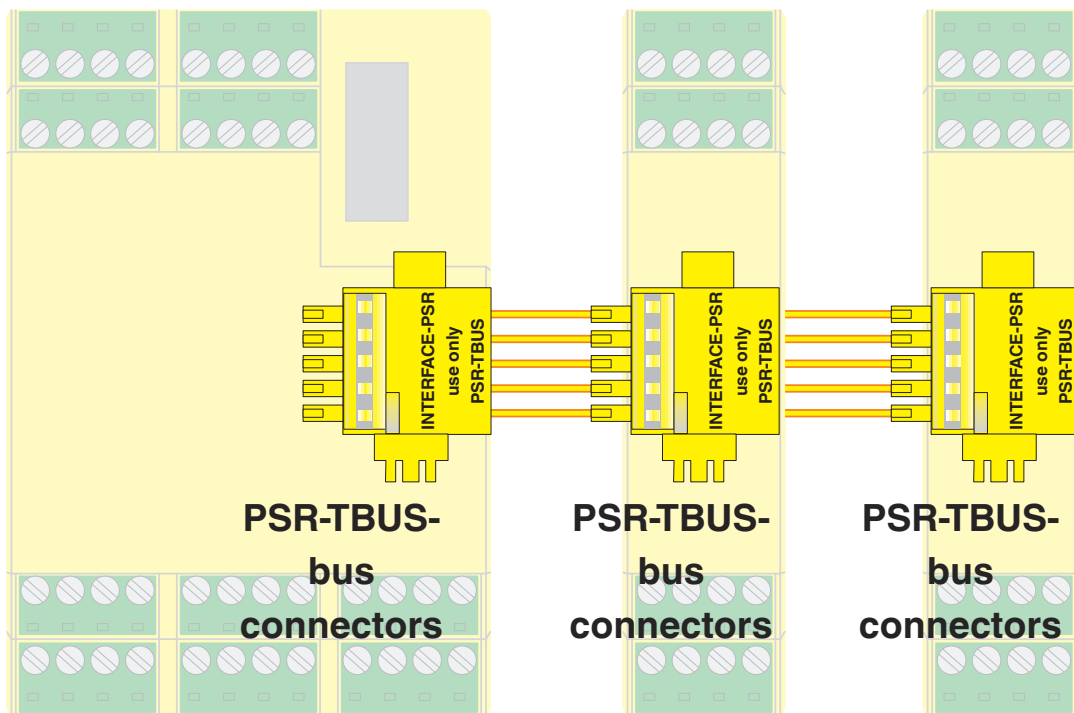 INTERFACE-PSR
use only
PSR-TBUS
INTERFACE-PSR
use only
PSR-TBUS
INTERFACE-PSR
use only
PSR-TBUS
PSR-TBUS-
bus
connectors
PSR-TBUS-
bus
connectors
PSR-TBUS-
bus
connectors